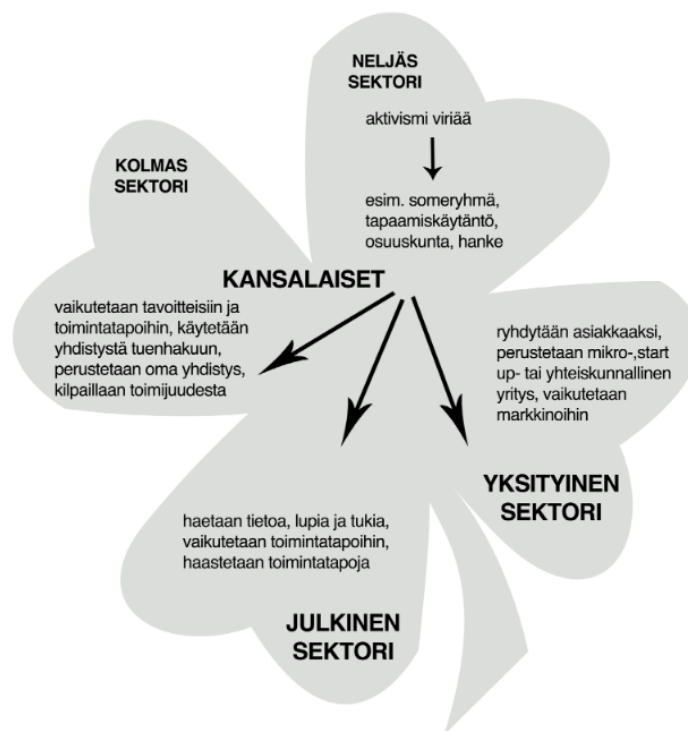 NELJÄS
SEKTORI
aktivismi viriää
esim. someryhmä,
tapaamiskäytäntö,
osuuskunta, hanke
KOLMAS
SEKTORI
KANSALAISET
vaikutetaan tavoitteisiin ja
toimintatapoihin, käytetään
yhdistystä tuenhakuun,
perustetaan oma yhdistys,
kilpaillaan toimijuudesta
ryhdytään asiakkaaksi,
perustetaan mikro-,start
up- tai yhteiskunnallinen
yritys, vaikutetaan
markkinoihin
YKSITYINEN
SEKTORI
haetaan tietoa, lupia ja tukia,
vaikutetaan toimintatapoihin,
haastetaan toimintatapoja
JULKINEN
SEKTORI